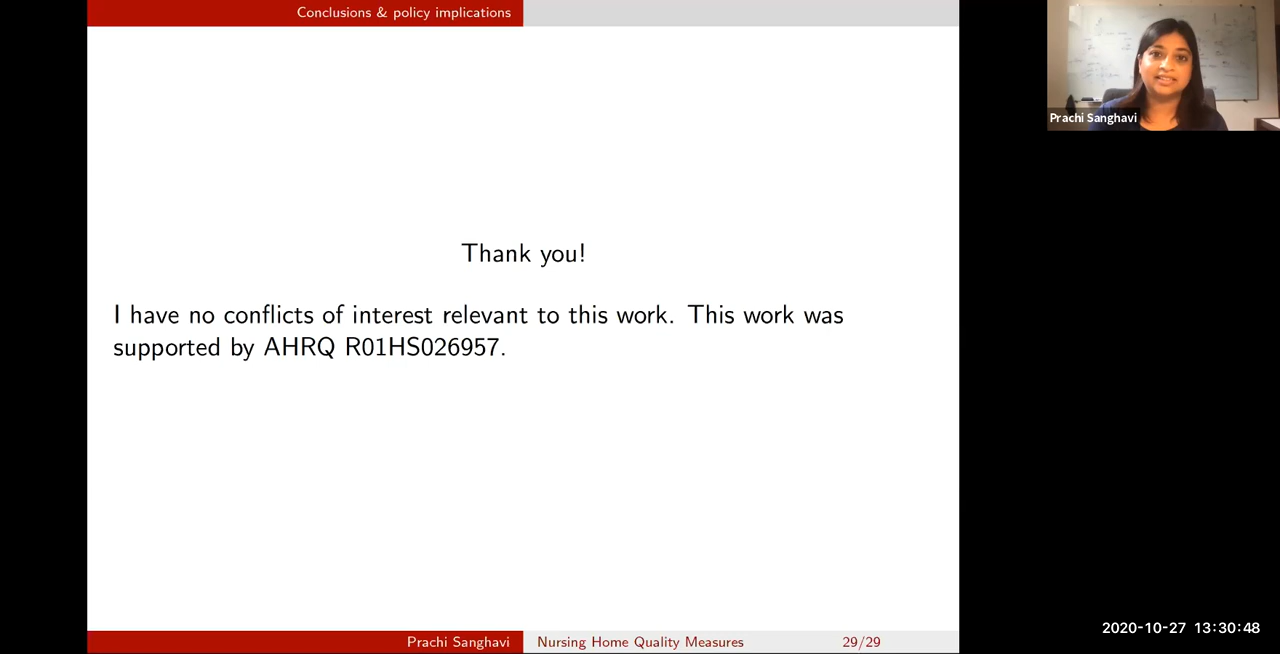 Conclusions & policy implications
Prachi Sanghavi
Thank you!
I have no conflicts of interest relevant to this work. This work was
supported by AHRQ R01HS026957.
2020-10-27 13:30:48
Prachi Sanghavi
Nursing Home Quality Measures
29/29